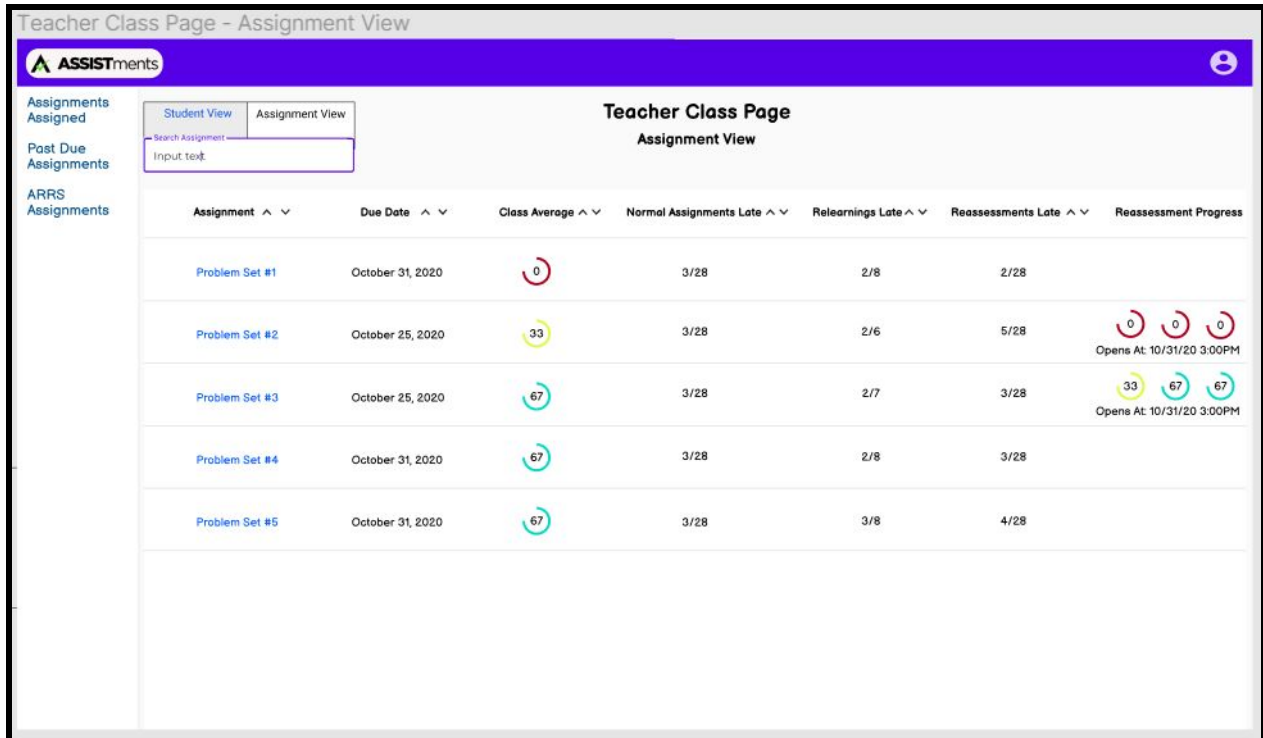 Teacher Class Page - Assignment View
ASSISTments
Assignments
Assigned
Past Due
Assignments
ARRS
Assignments
Student View Assignment View
Search Assignment
Input text
Teacher Class Page
Assignment View
Assignment Due Date Class Average Normal Assignments Late Relearnings Late Reassessments Late Reassessment Progress
Problem Set #1 October 31, 2020 0 3/28 2/8 2/28
Problem Set #2 October 25, 2020 33 3/28 2/6 5/28 0 0 0
Opens At: 10/31/20 3:00PM
Problem Set #3 October 25, 2020 67 3/28 2/7 3/28 33 67 67
Opens At: 10/31/20 3:00PM
Problem Set #4 October 31, 2020 67 3/28 2/8 3/28
Problem Set #5 October 31, 2020 67 3/28 3/8 4/28